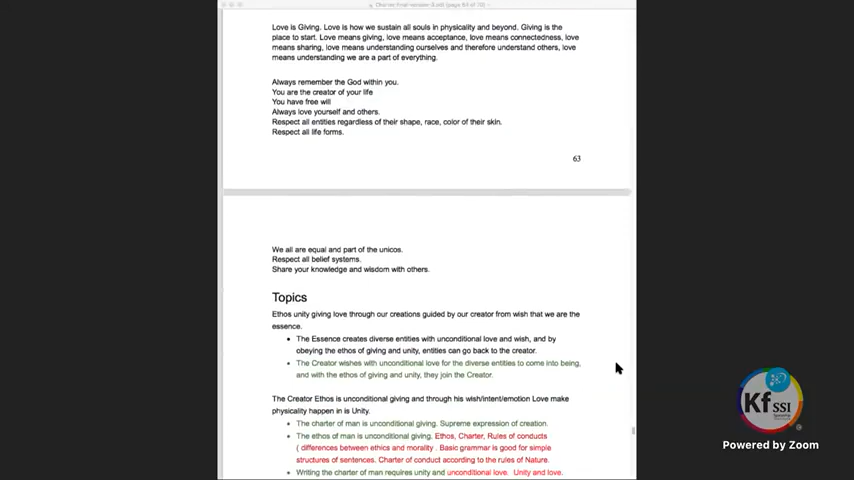 Love is Giving. Love is how we sustain all souls in physicality and beyond. Giving is the
place to start. Love means giving, love means acceptance, love means connectedness, love
means sharing, love means understanding ourselves and therefore understand others, love
means understanding we are a part of everything.
Always remember the God within you.
You are the creator of your life
You have free will
Always love yourself and others.
Respect all entities regardless of their shape, race, color of their skin.
Respect all life forms.
63
We all are equal and part of the unicos.
Respect all belief systems.
Share your knowledge and wisdom with others.
Topics
Ethos unity giving love through our creations guided by our creator from wish that we are the
essence.
• The Essence creates diverse entities with unconditional love and wish, and by
obeying the ethos of giving and unity, entities can go back to the creator.
• The Creator wishes with unconditional love for the diverse entities to come into being,
and with the ethos of giving and unity, they join the Creator.
The Creator Ethos is unconditional giving and through his wish/intent/emotion Love make
physicality happen in is Unity.
• The charter of man is unconditional giving. Supreme expression of creation.
• The ethos of man is unconditional giving. Ethos, Charter, Rules of conducts
( differences between ethics and morality . Basic grammar is good for simple
structures of sentences. Charter of conduct according to the rules of Nature.
• Writing the charter of man requires unity and unconditional love. Unity and love.
Kf SSI
Powered by Zoom